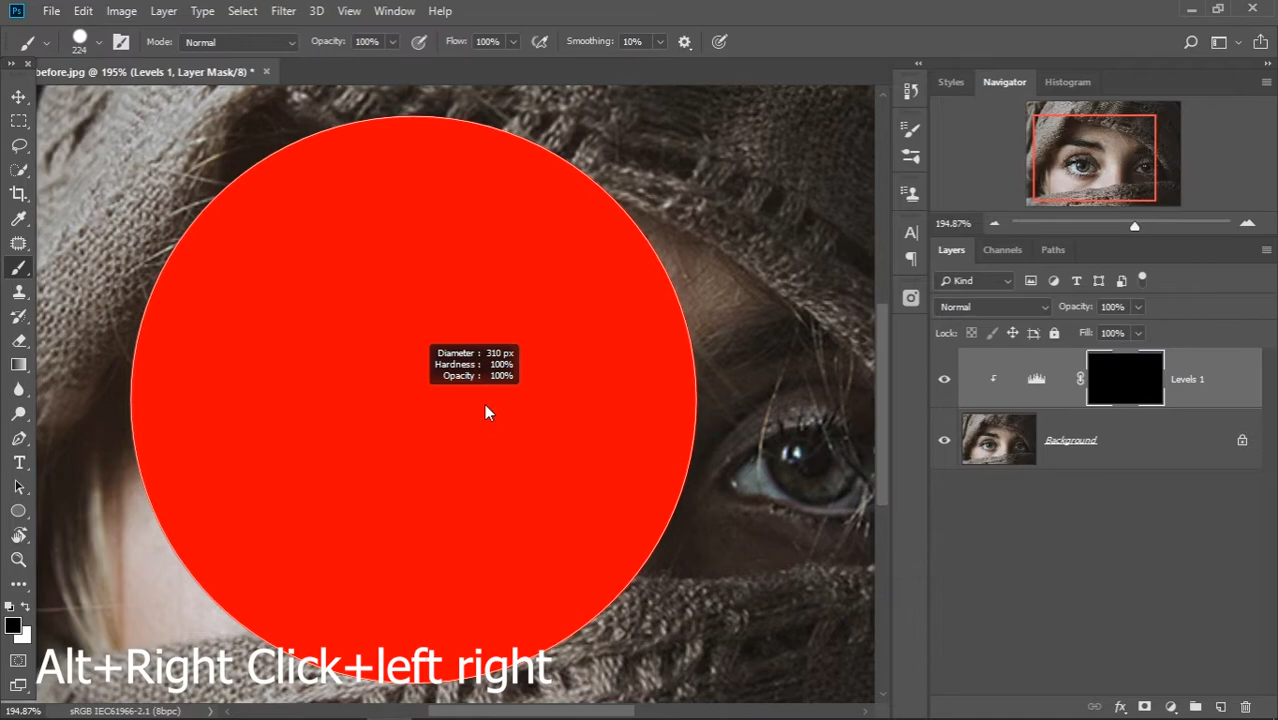 Ps File Edit Image Layer Type Select Filter 3D View Window Help
224 Mode: Normal Opacity: 100% Flow: 100% Smoothing: 10%
before.jpg @ 195% (Levels 1, Layer Mask/8) *
Styles Navigator Histogram
194.87%
Layers Channels Paths
Kind
Normal Opacity: 100%
Lock: Fill: 100%
Levels 1
Background
Diameter : 310 px
Hardness : 100%
Opacity : 100%
Alt+Right Click+left right
194.87% sRGB IEC61966-2.1 (8bpc)